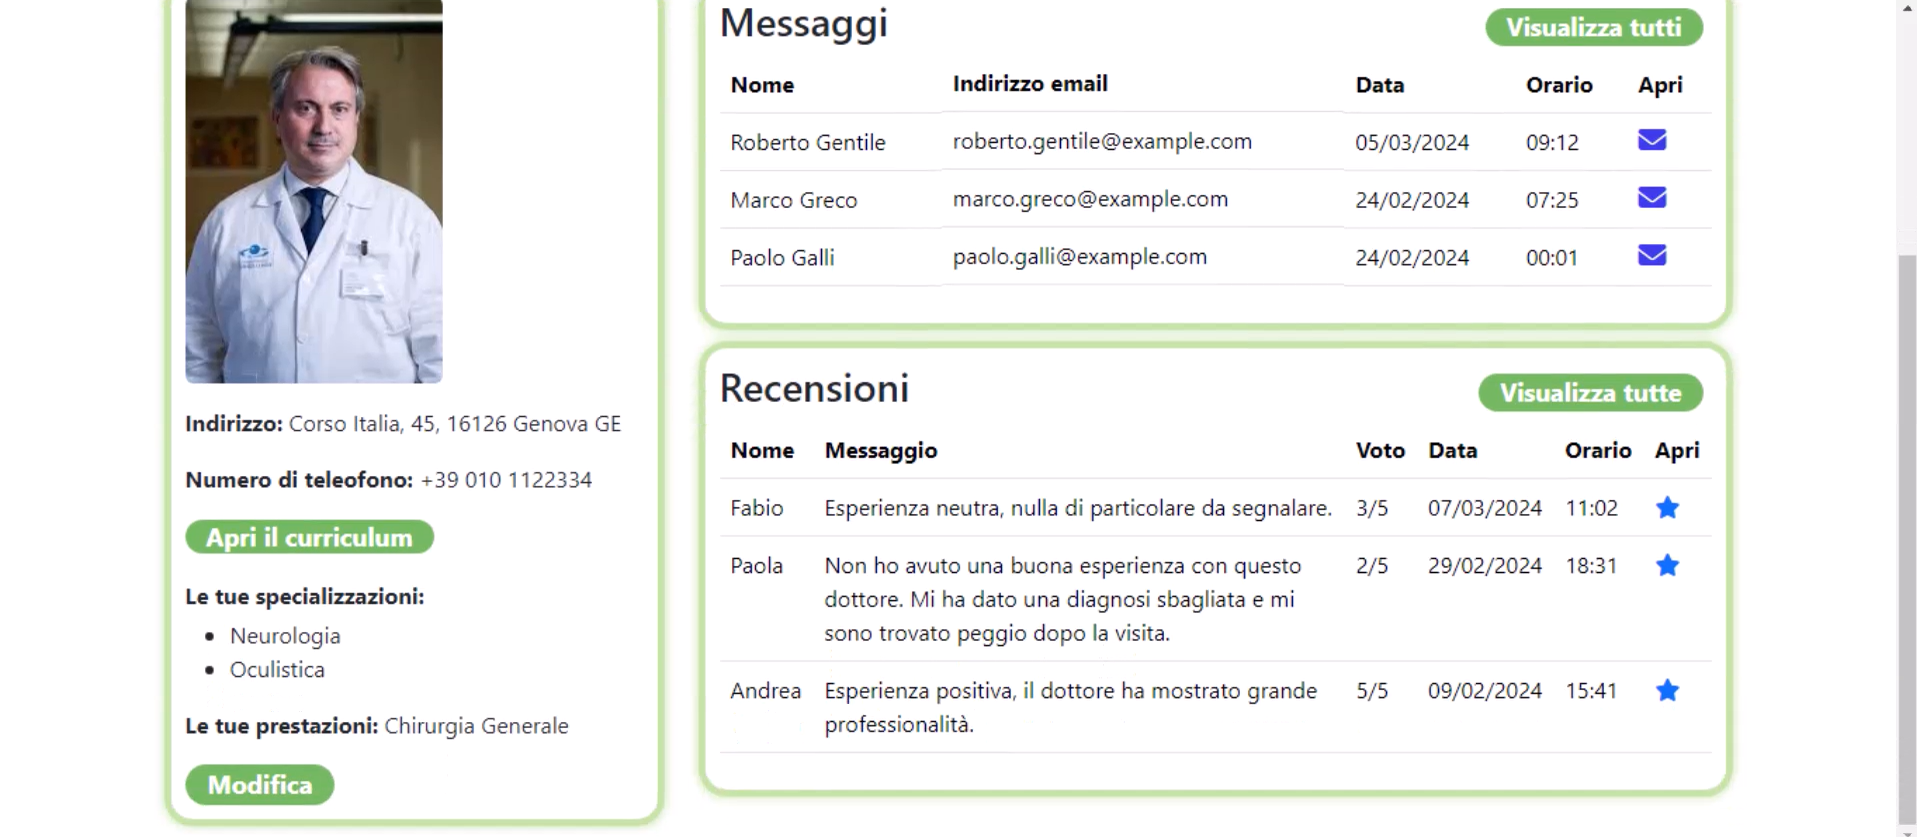 Indirizzo: Corso Italia, 45, 16126 Genova GE
Numero di teleofono: +39 010 1122334
Apri il curriculum
Le tue specializzazioni:
Neurologia
Oculistica
Le tue prestazioni: Chirurgia Generale
Modifica
Messaggi
Visualizza tutti
Nome Indirizzo email Data Orario Apri
Roberto Gentile roberto.gentile@example.com 05/03/2024 09:12
Marco Greco marco.greco@example.com 24/02/2024 07:25
Paolo Galli paolo.galli@example.com 24/02/2024 00:01
Recensioni
Visualizza tutte
Nome Messaggio Voto Data Orario Apri
Fabio Esperienza neutra, nulla di particolare da segnalare. 3/5 07/03/2024 11:02
Paola Non ho avuto una buona esperienza con questo 2/5 29/02/2024 18:31
dottore. Mi ha dato una diagnosi sbagliata e mi
sono trovato peggio dopo la visita.
Andrea Esperienza positiva, il dottore ha mostrato grande 5/5 09/02/2024 15:41
professionalità.